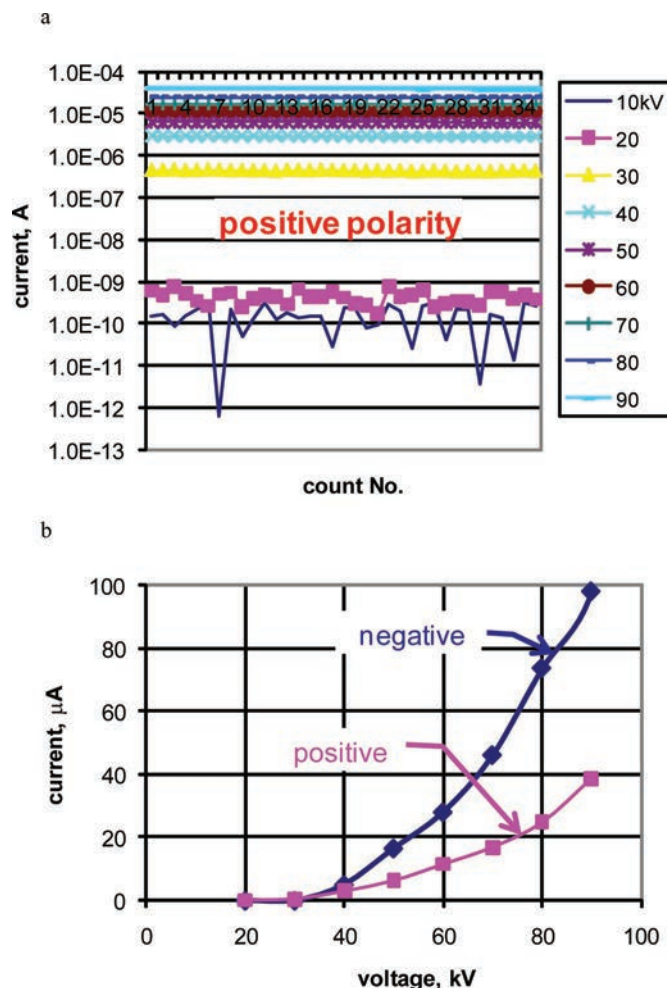 a
1.0E-04
1.0E-05
1.0E-06
1.0E-07
1.0E-08
1.0E-09
1.0E-10
1.0E-11
1.0E-12
1.0E-13
1 4 7 10 13 16 19 22 25 28 31 34
current, A
positive polarity
count No.
10kV
20
30
40
50
60
70
80
90
b
100
80
60
40
20
0
current, μA
negative
positive
0 20 40 60 80 100
voltage, kV